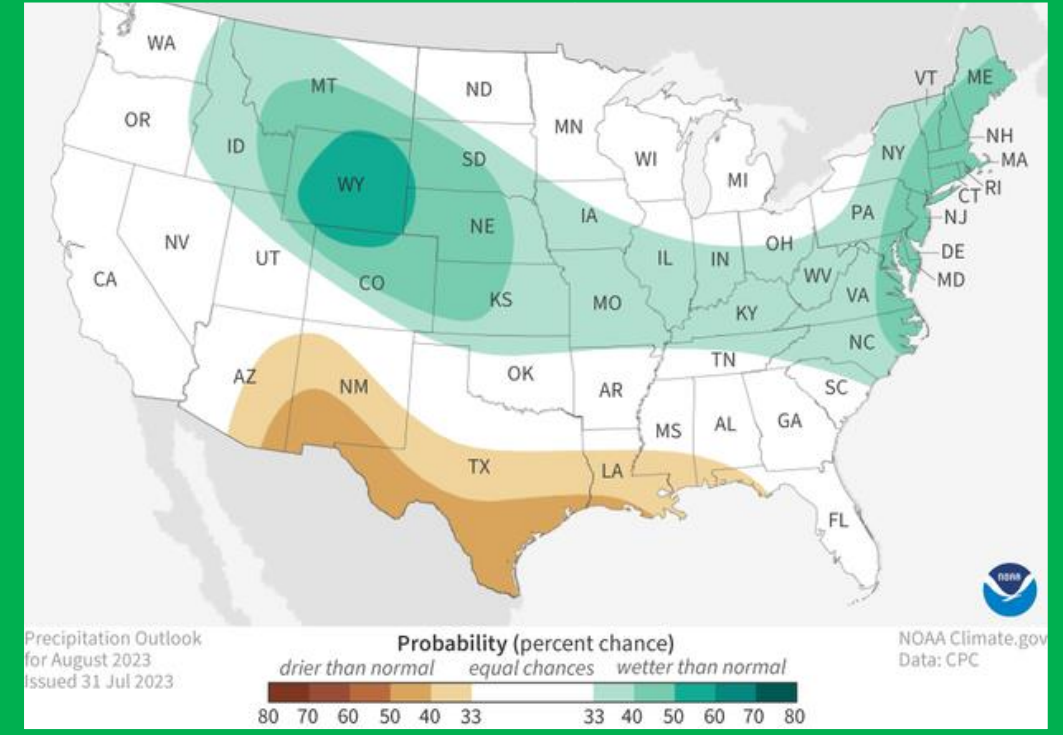 WA
MT
ND
VT
ME
OR
MN
ID
NH
SD
WI
NY
MA
WY
MI
RI
CT
IA
PA
NJ
NE
NV
OH
DE
UT
IL
IN
CA
CO
WV
MD
KS
MO
VA
KY
NC
TN
AZ
NM
OK
AR
SC
MS
AL
GA
TX
LA
FL
NOAA
Precipitation Outlook
for August 2023
Issued 31 Jul 2023
Probability (percent chance)
drier than normal equal chances wetter than normal
80 70 60 50 40 33 33 40 50 60 70 80
NOAA Climate.gov
Data: CPC